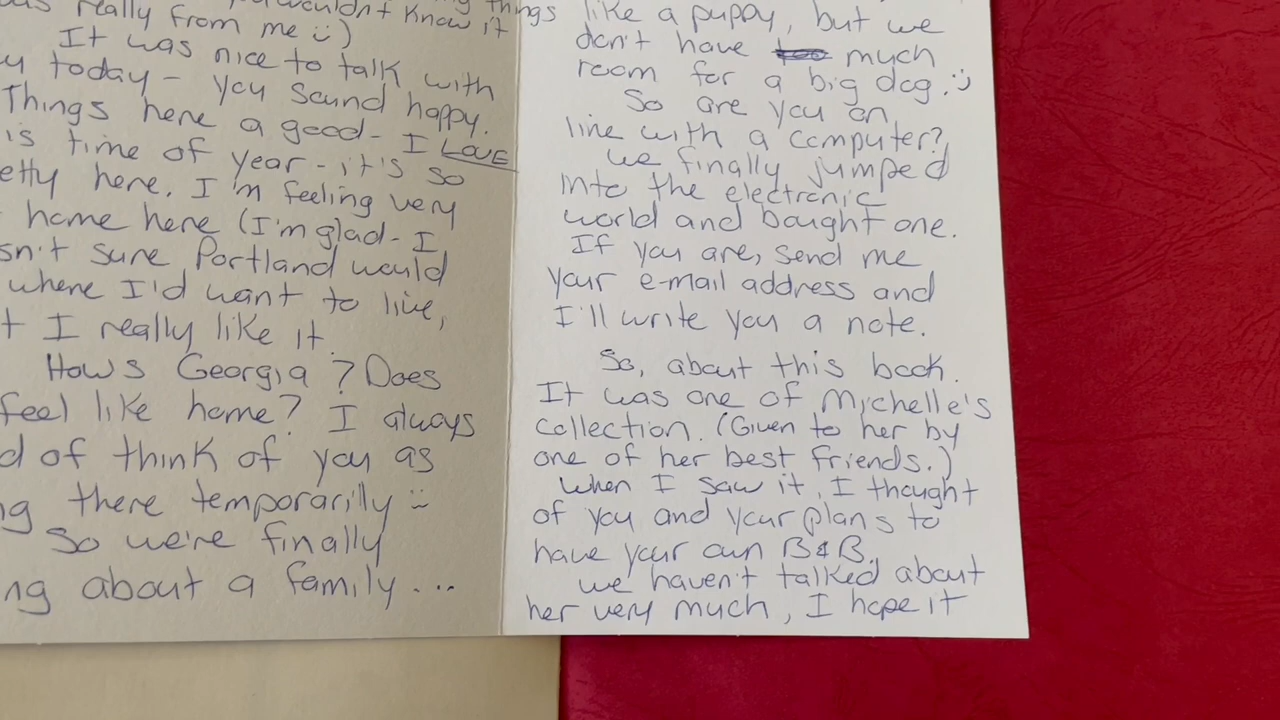 really from me :)
wouldn't know it
It was nice to talk with
today - you sound happy.
Things here a good - I LOVE
is time of year - it's so
etty here. I'm feeling very
home here (I'm glad - I
sn't sure Portland would
where I'd want to live,
t I really like it.
How's Georgia? Does
feel like home? I always
d of think of you as
ng there temporarily :)
So we're finally
ng about a family...
things like a puppy, but we
don't have much
room for a big dog. :)
So are you on
line with a computer?
We finally jumped
into the electronic
world and bought one.
If you are, send me
your e-mail address and
I'll write you a note.
So, about this book.
It was one of Michelle's
collection. (Given to her by
one of her best friends.)
When I saw it, I thought
of you and your plans to
have your own B&B.
We haven't talked about
her very much, I hope it